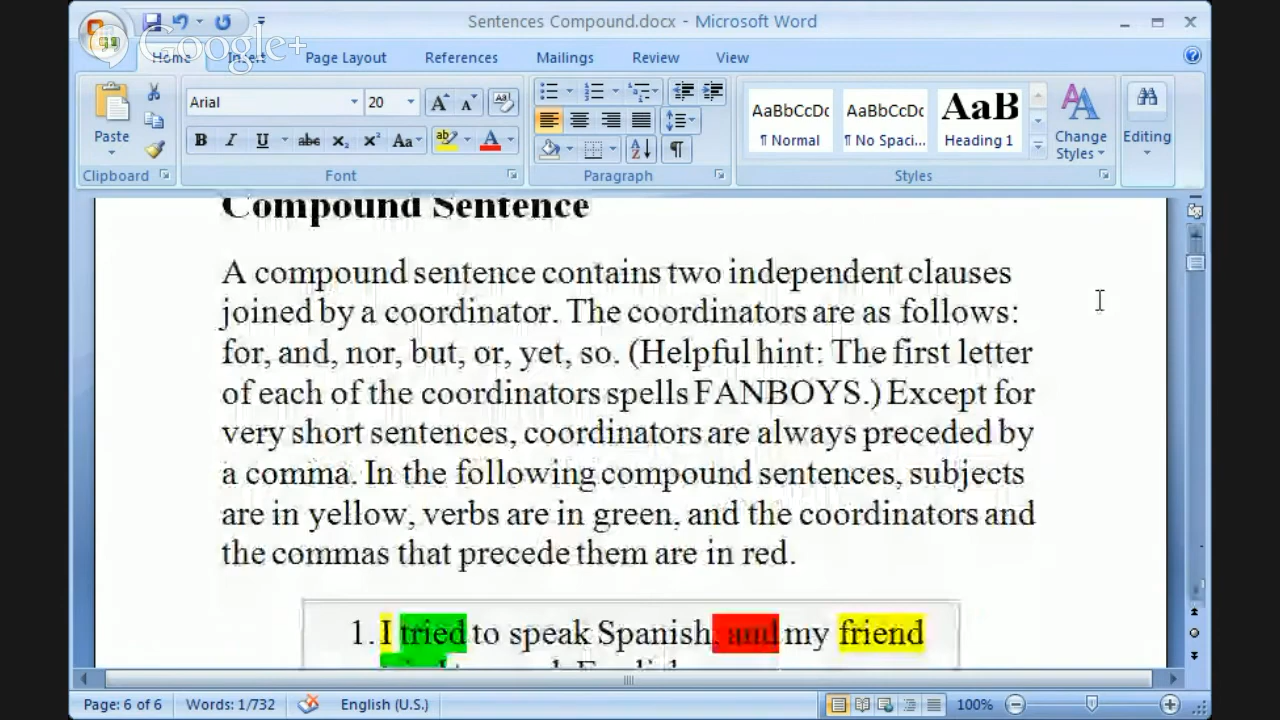 Sentences Compound.docx - Microsoft Word
Google+
Home Insert Page Layout References Mailings Review View
Arial 20
AaBbCcDc AaBbCcDc AaB
Paste ¶ Normal ¶ No Spaci... Heading 1 Change Styles Editing
Clipboard Font Paragraph Styles
Compound Sentence
A compound sentence contains two independent clauses
joined by a coordinator. The coordinators are as follows:
for, and, nor, but, or, yet, so. (Helpful hint: The first letter
of each of the coordinators spells FANBOYS.) Except for
very short sentences, coordinators are always preceded by
a comma. In the following compound sentences, subjects
are in yellow, verbs are in green, and the coordinators and
the commas that precede them are in red.
1. I tried to speak Spanish, and my friend
Page: 6 of 6 Words: 1/732 English (U.S.) 100%